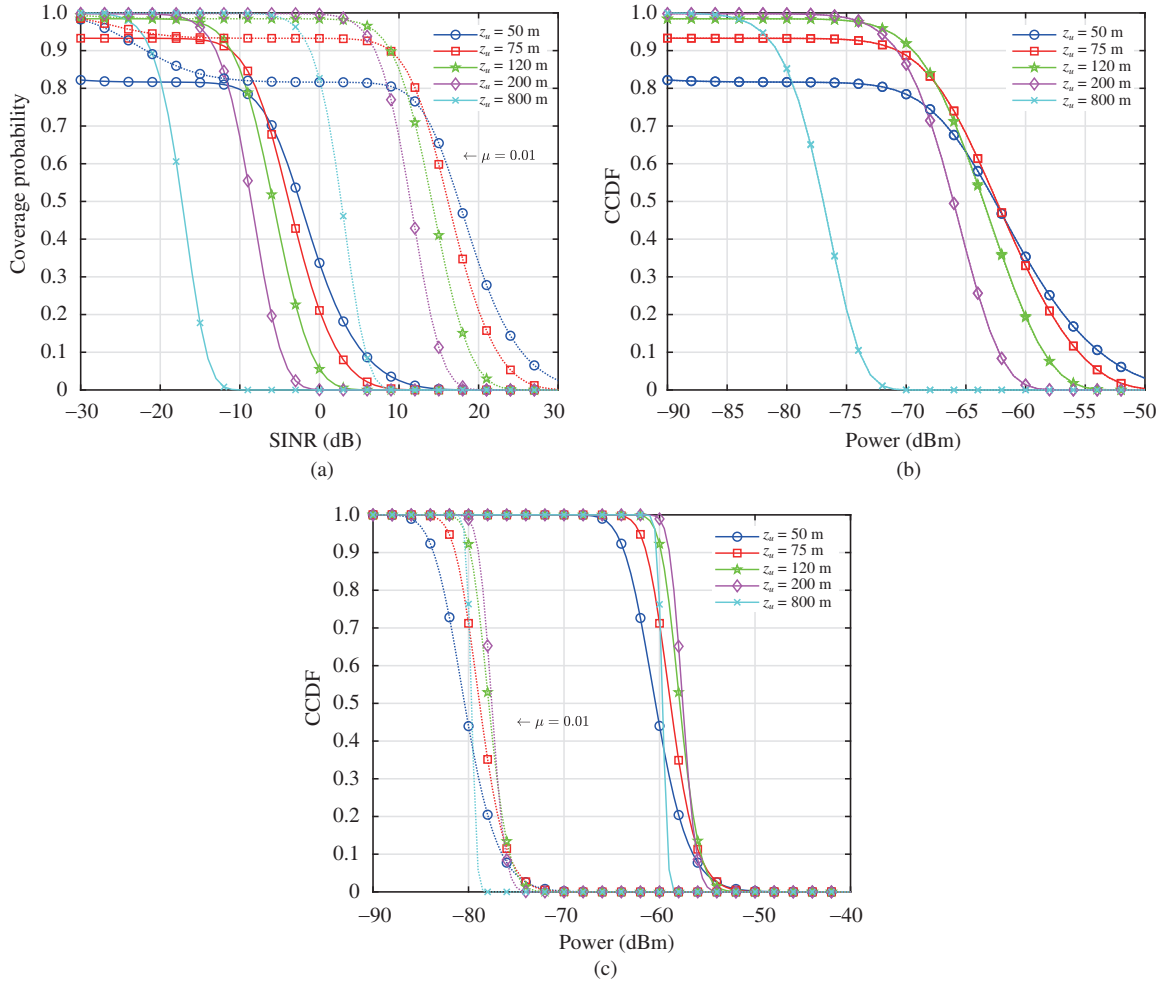 1.0
0.9
0.8
0.7
0.6
0.5
0.4
0.3
0.2
0.1
0
Coverage probability
−30 −20 −10 0 10 20 30
SINR (dB)
z_u = 50 m
z_u = 75 m
z_u = 120 m
z_u = 200 m
z_u = 800 m
← μ = 0.01
(a)
1.0
0.9
0.8
0.7
0.6
0.5
0.4
0.3
0.2
0.1
0
CCDF
−90 −85 −80 −74 −70 −65 −60 −55 −50
Power (dBm)
z_u = 50 m
z_u = 75 m
z_u = 120 m
z_u = 200 m
z_u = 800 m
(b)
1.0
0.9
0.8
0.7
0.6
0.5
0.4
0.3
0.2
0.1
0
CCDF
−90 −80 −70 −60 −50 −40
Power (dBm)
z_u = 50 m
z_u = 75 m
z_u = 120 m
z_u = 200 m
z_u = 800 m
← μ = 0.01
(c)